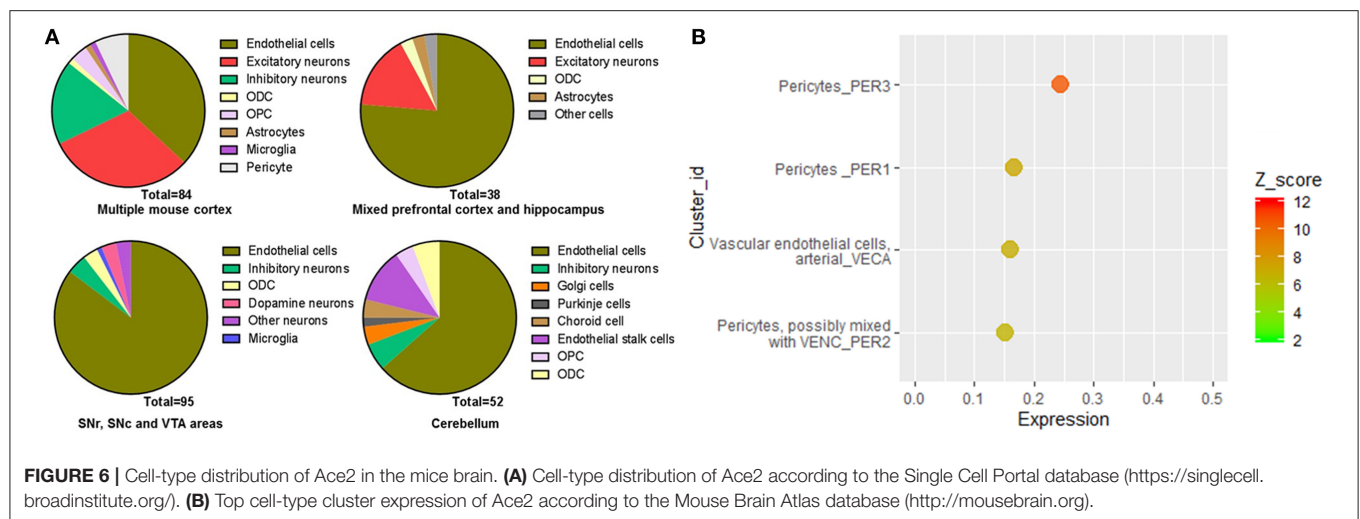 A
Endothelial cells
Excitatory neurons
Inhibitory neurons
ODC
OPC
Astrocytes
Microglia
Pericyte
Total=84
Multiple mouse cortex
Endothelial cells
Excitatory neurons
ODC
Astrocytes
Other cells
Total=38
Mixed prefrontal cortex and hippocampus
Endothelial cells
Inhibitory neurons
ODC
Dopamine neurons
Other neurons
Microglia
Total=95
SNr, SNc and VTA areas
Endothelial cells
Inhibitory neurons
Golgi cells
Purkinje cells
Choroid cell
Endothelial stalk cells
OPC
ODC
Total=52
Cerebellum
B
Cluster_id
Pericytes_PER3
Pericytes _PER1
Vascular endothelial cells,
arterial_VECA
Pericytes, possibly mixed
with VENC_PER2
0.0 0.1 0.2 0.3 0.4 0.5
Expression
Z_score
12
10
8
6
4
2
FIGURE 6 | Cell-type distribution of Ace2 in the mice brain. (A) Cell-type distribution of Ace2 according to the Single Cell Portal database (https://singlecell.
broadinstitute.org/). (B) Top cell-type cluster expression of Ace2 according to the Mouse Brain Atlas database (http://mousebrain.org).